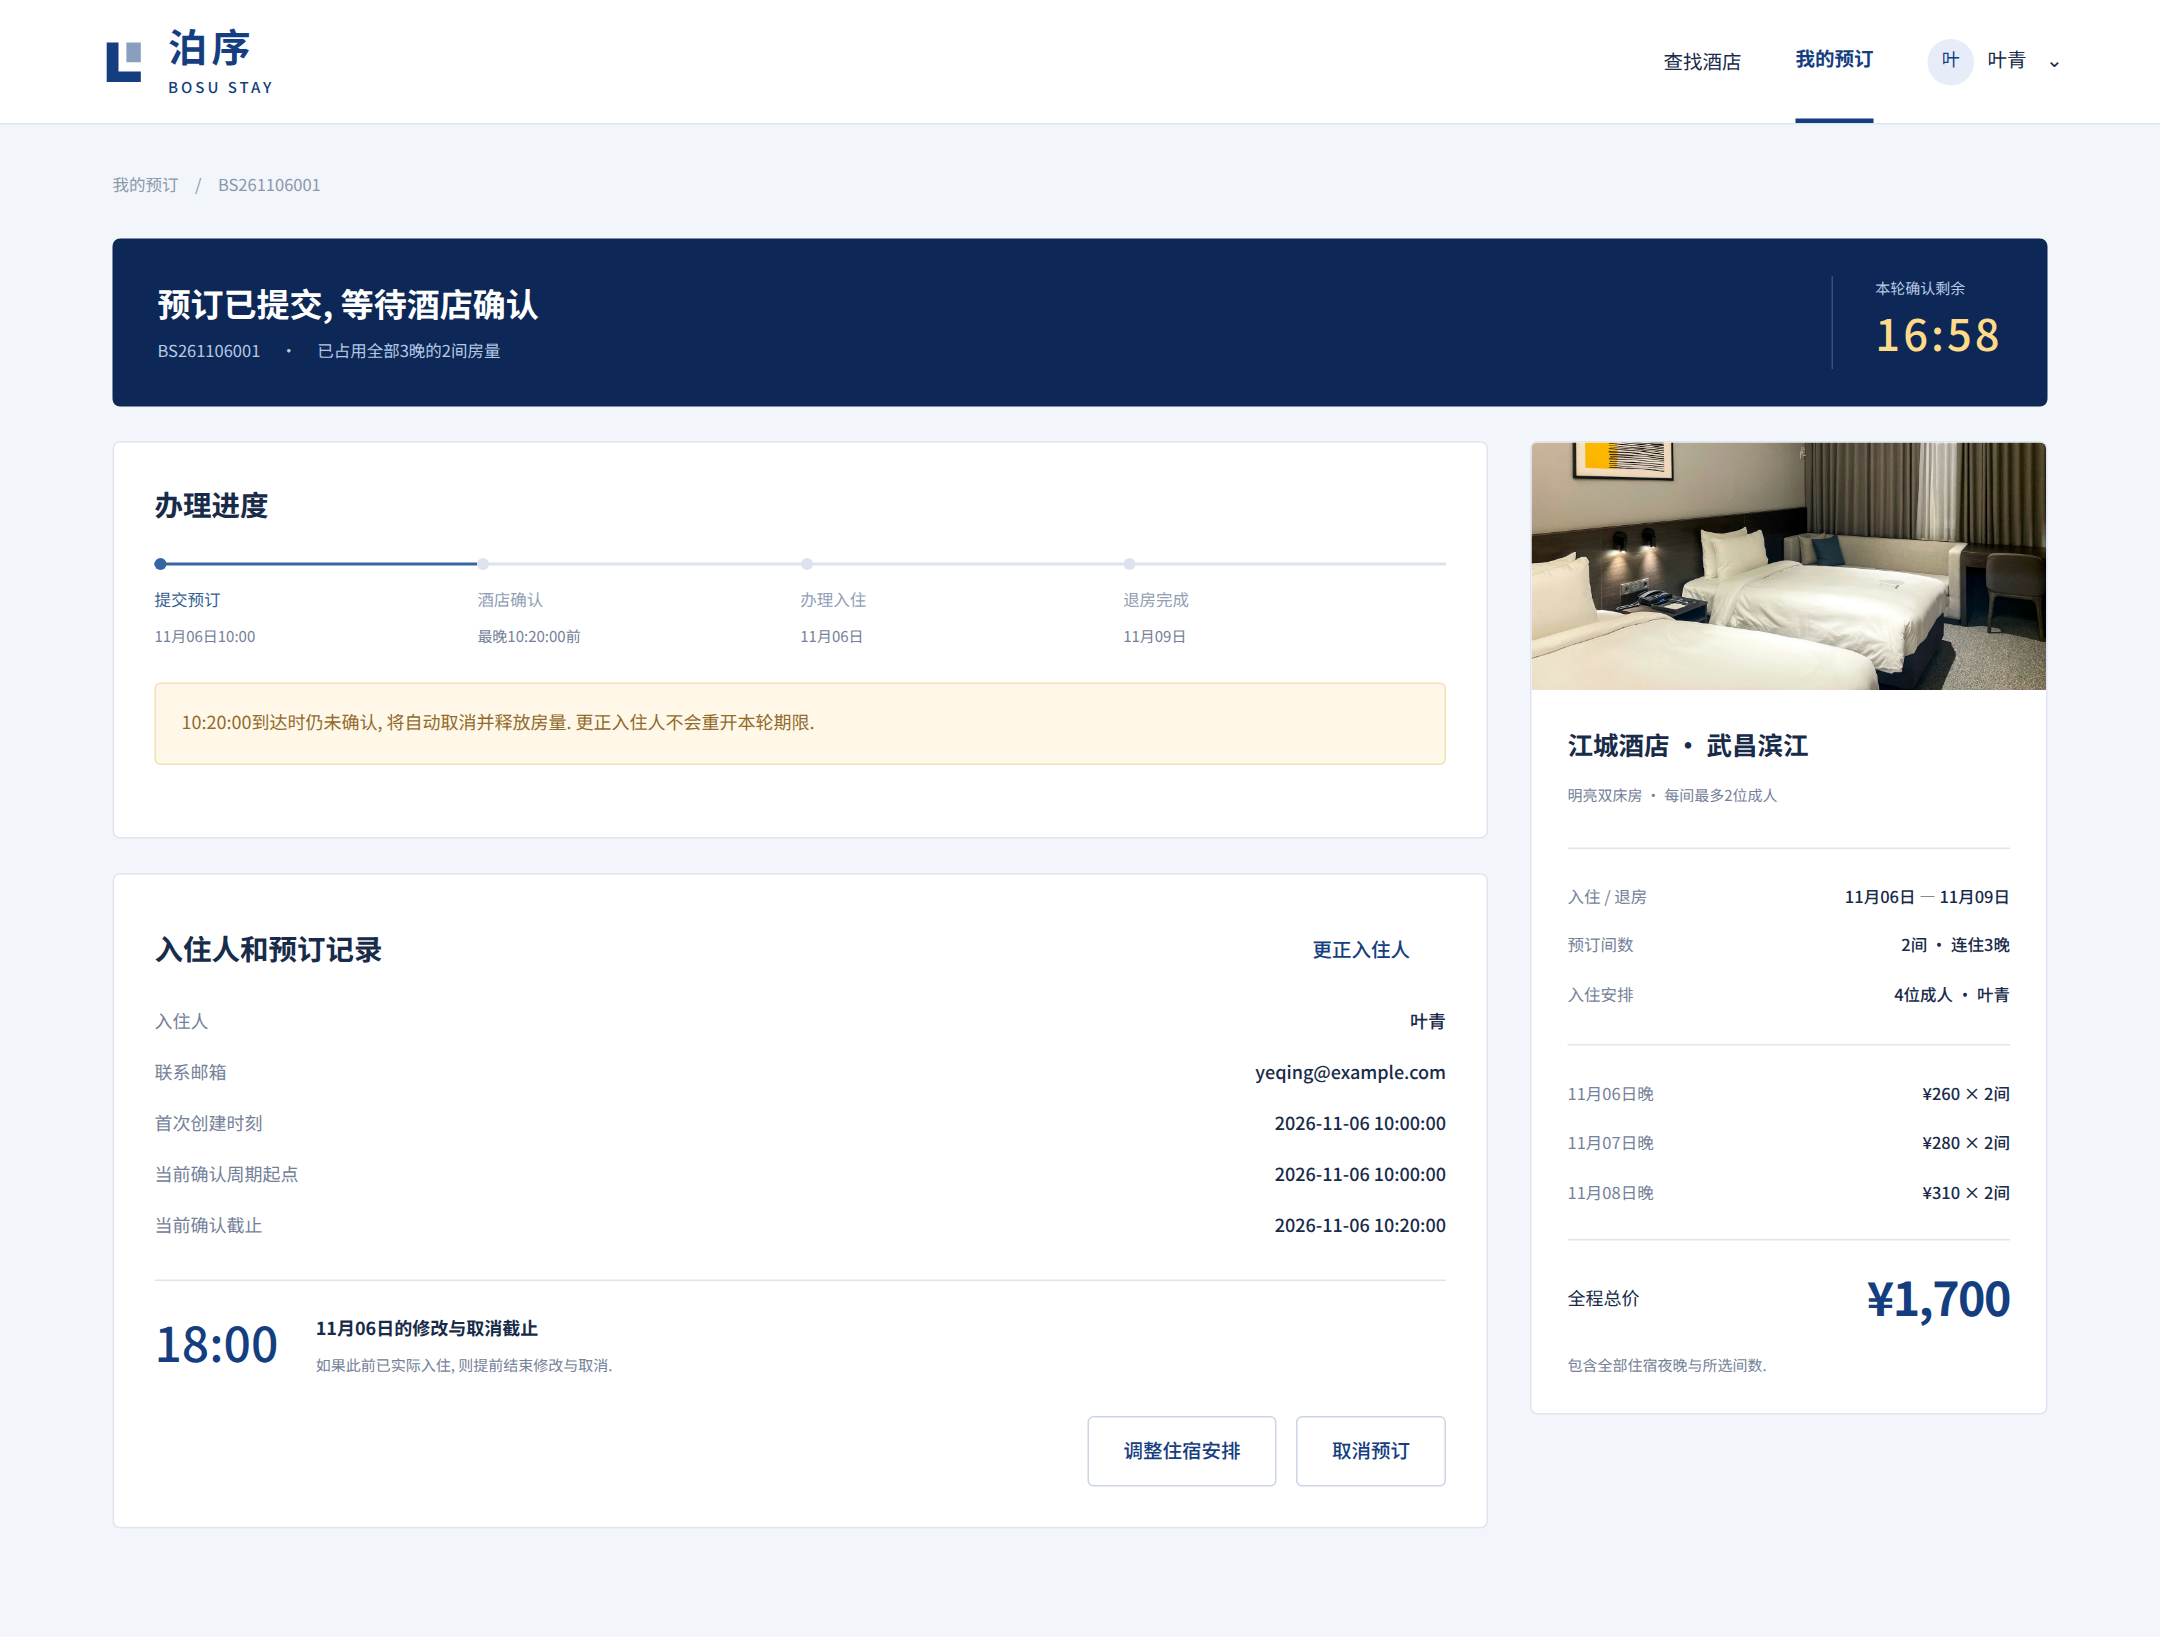 泊序
BOSU STAY
查找酒店
我的预订
叶
叶青
我的预订 / BS261106001
预订已提交, 等待酒店确认
BS261106001 • 已占用全部3晚的2间房量
本轮确认剩余
16:58
办理进度
提交预订
11月06日10:00
酒店确认
最晚10:20:00前
办理入住
11月06日
退房完成
11月09日
10:20:00到达时仍未确认, 将自动取消并释放房量. 更正入住人不会重开本轮期限.
入住人和预订记录
更正入住人
入住人 叶青
联系邮箱 yeqing@example.com
首次创建时刻 2026-11-06 10:00:00
当前确认周期起点 2026-11-06 10:00:00
当前确认截止 2026-11-06 10:20:00
18:00
11月06日的修改与取消截止
如果此前已实际入住, 则提前结束修改与取消.
调整住宿安排
取消预订
江城酒店 • 武昌滨江
明亮双床房 • 每间最多2位成人
入住 / 退房 11月06日 — 11月09日
预订间数 2间 • 连住3晚
入住安排 4位成人 • 叶青
11月06日晚 ¥260 × 2间
11月07日晚 ¥280 × 2间
11月08日晚 ¥310 × 2间
全程总价 ¥1,700
包含全部住宿夜晚与所选间数.